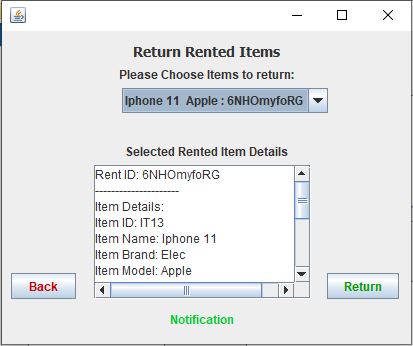 Return Rented Items
Please Choose Items to return:
Iphone 11 Apple : 6NHOmyfoRG
Selected Rented Item Details
Rent ID: 6NHOmyfoRG
---------------------
Item Details:
Item ID: IT13
Item Name: Iphone 11
Item Brand: Elec
Item Model: Apple
Back
Return
Notification